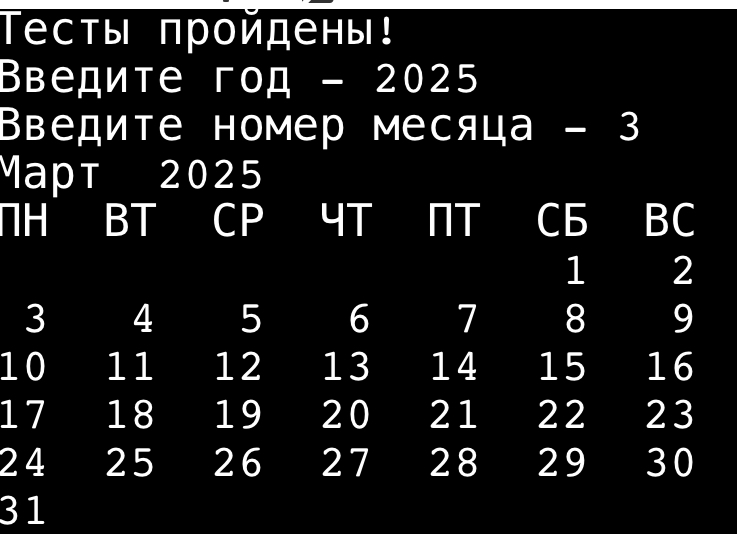 Тесты пройдены!
Введите год – 2025
Введите номер месяца – 3
Март  2025
ПН  ВТ  СР  ЧТ  ПТ  СБ  ВС
1  2
3  4  5  6  7  8  9
10  11  12  13  14  15  16
17  18  19  20  21  22  23
24  25  26  27  28  29  30
31